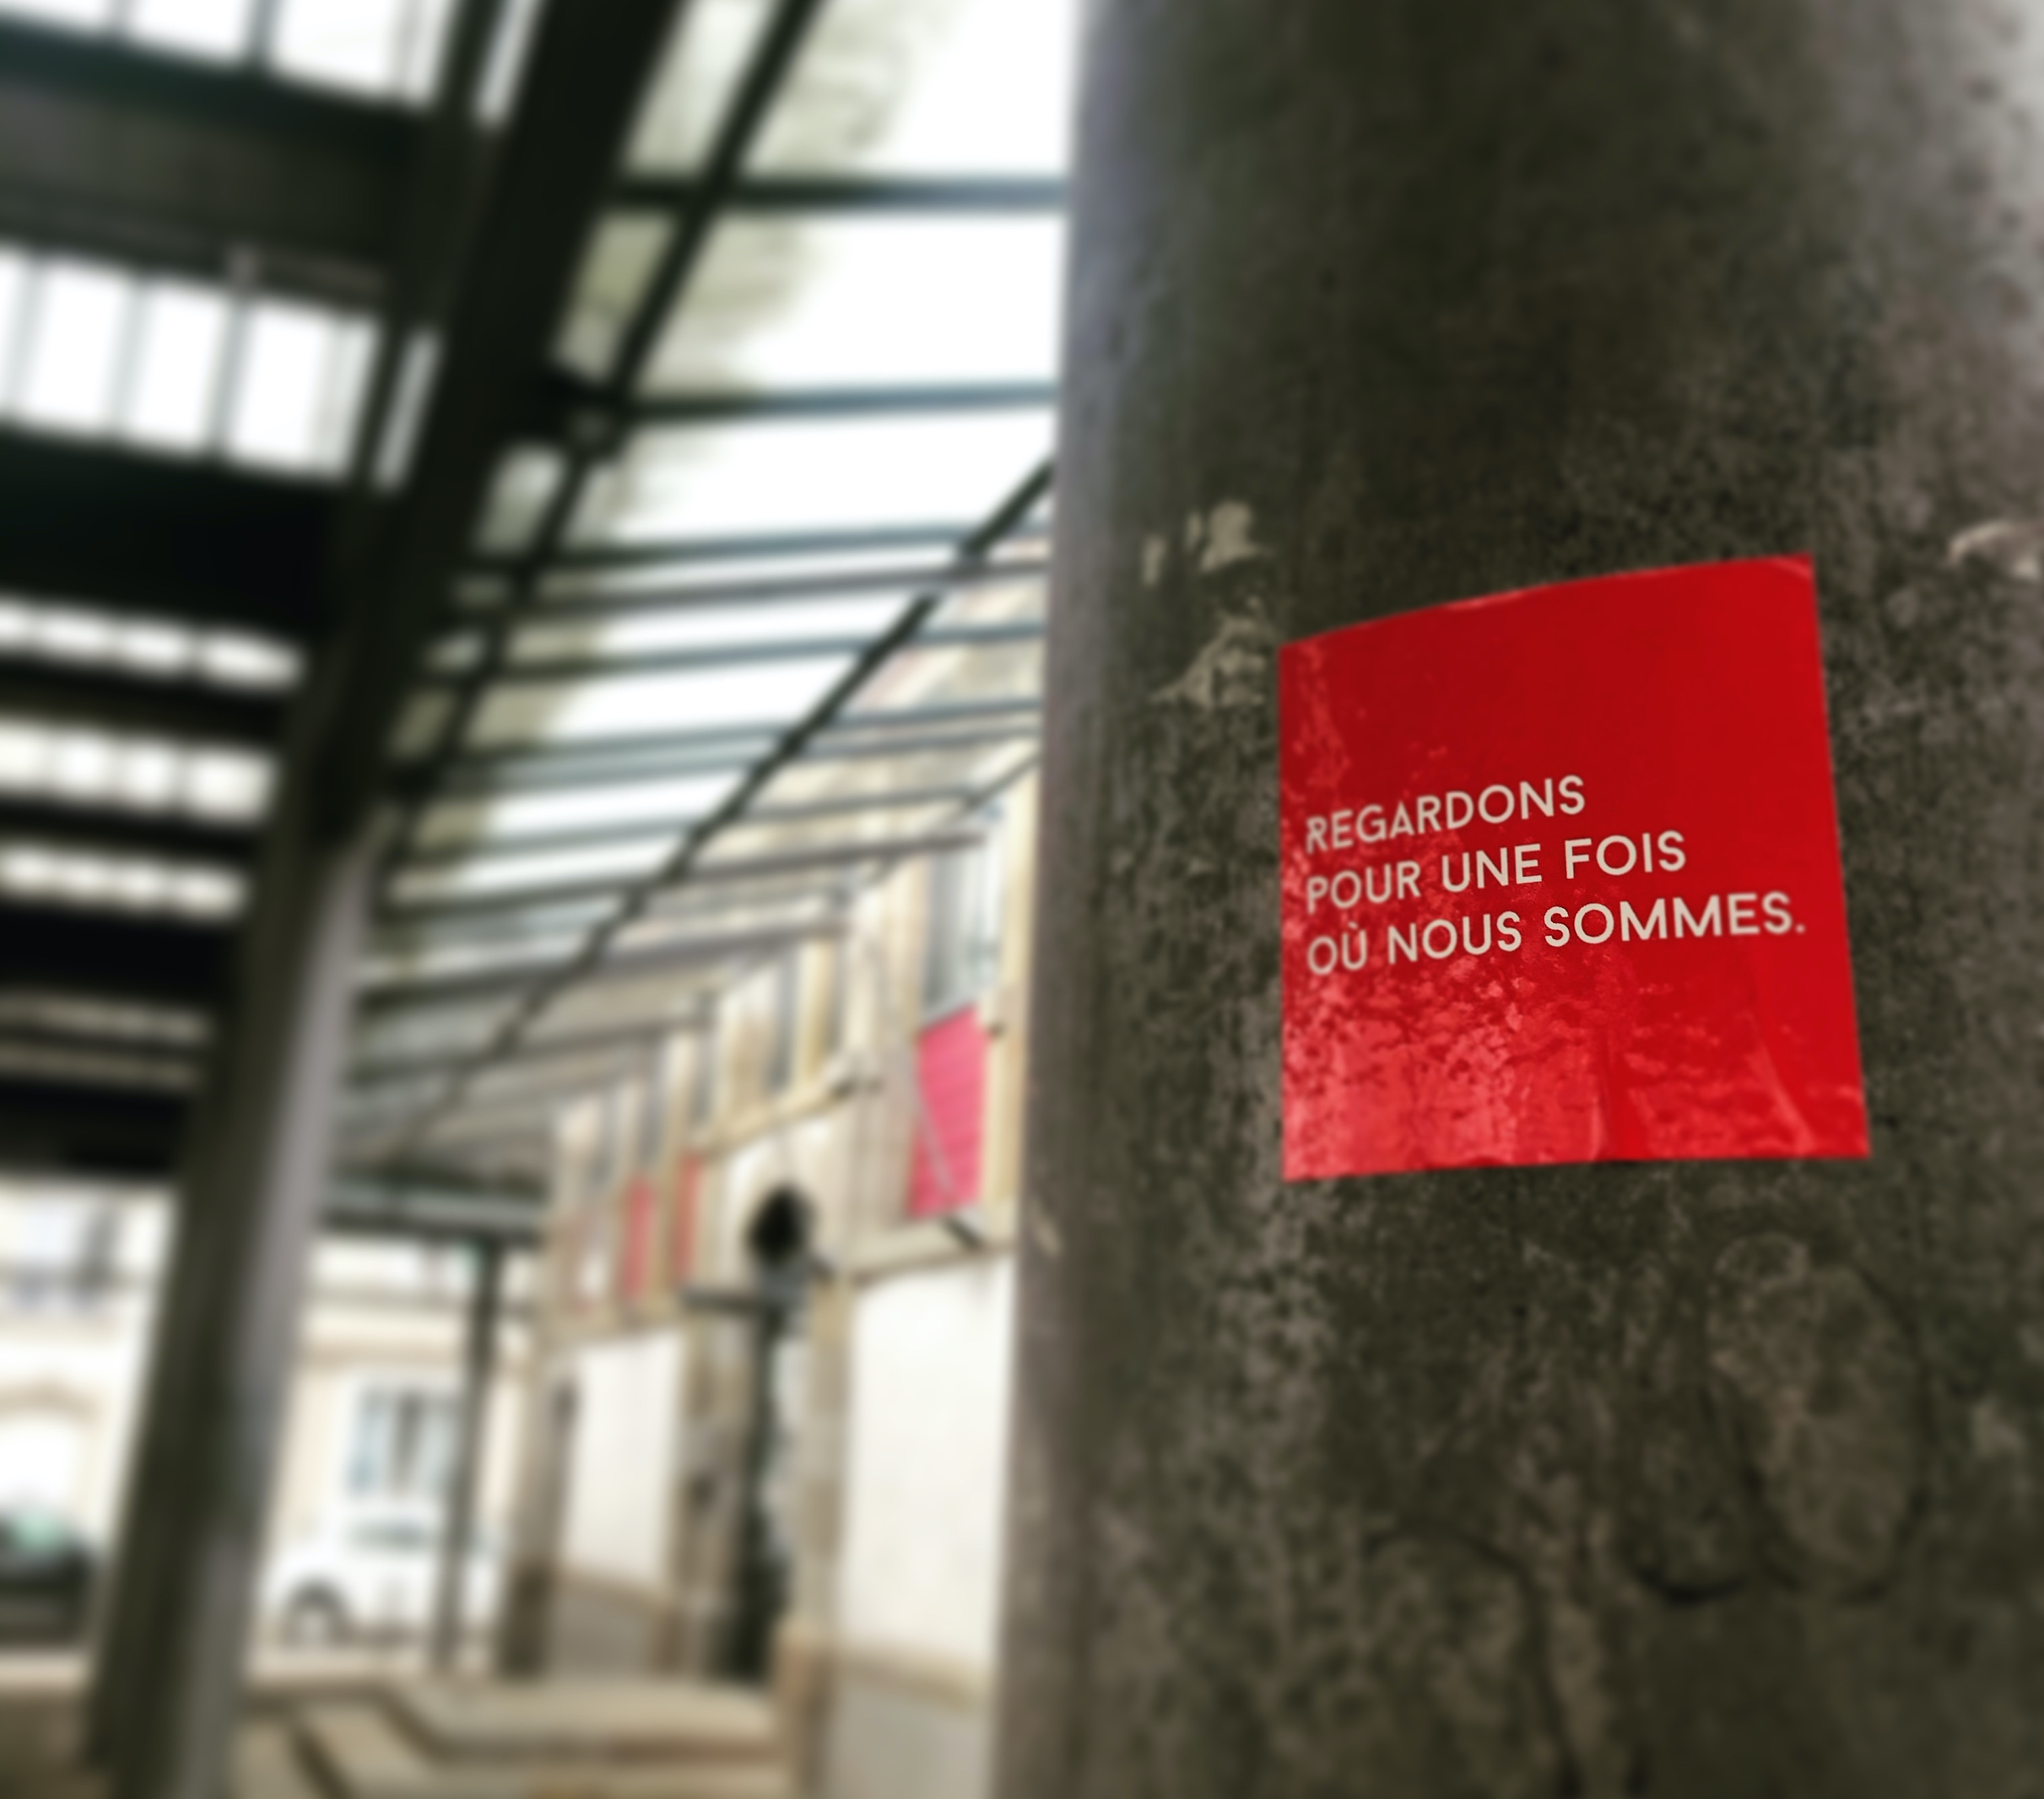 REGARDONS
POUR UNE FOIS
OÙ NOUS SOMMES.